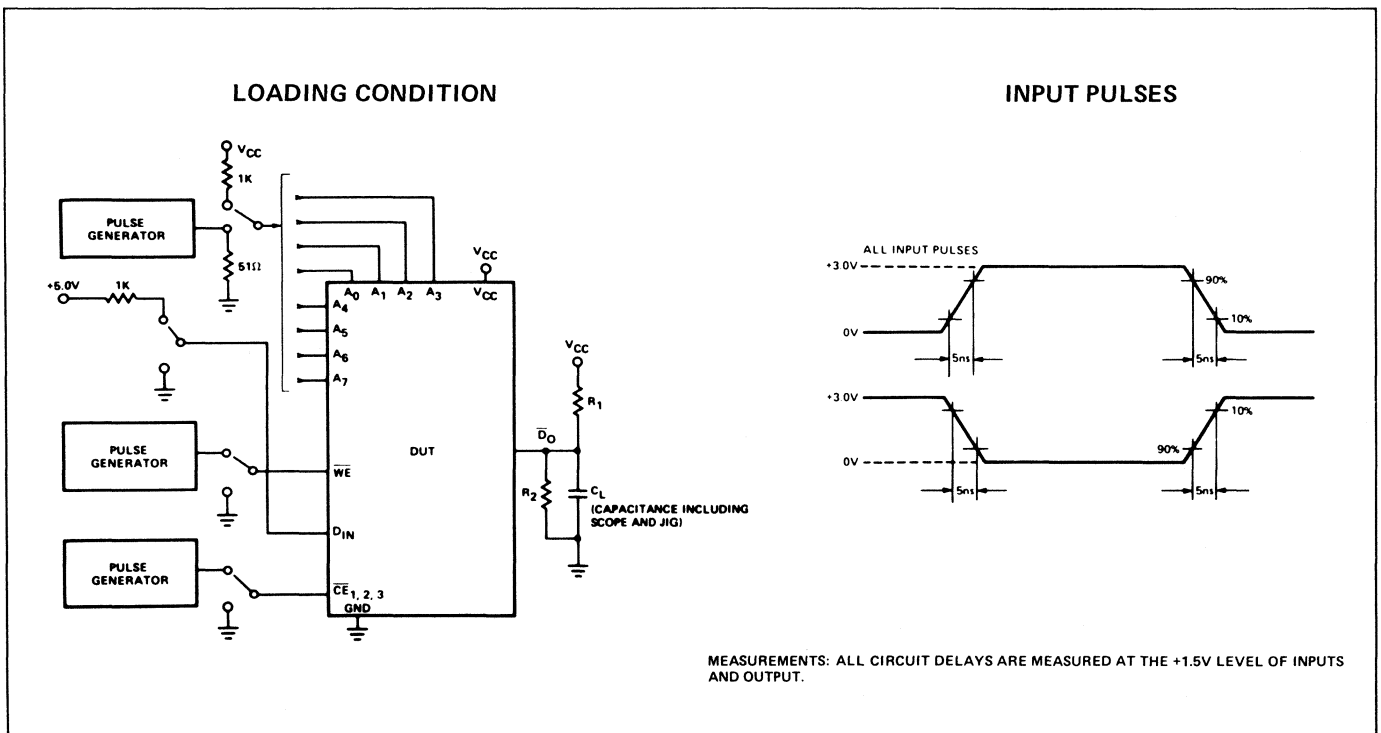 LOADING CONDITION
VCC
1K
PULSE
GENERATOR
51Ω
+5.0V
1K
A0 A1 A2 A3
VCC
VCC
A4
A5
A6
A7
PULSE
GENERATOR
WE
DUT
DIN
PULSE
GENERATOR
CE1, 2, 3
GND
VCC
R1
DO
R2
CL
(CAPACITANCE INCLUDING
SCOPE AND JIG)
INPUT PULSES
ALL INPUT PULSES
+3.0V
90%
10%
0V
5ns
5ns
+3.0V
10%
90%
0V
5ns
5ns
MEASUREMENTS: ALL CIRCUIT DELAYS ARE MEASURED AT THE +1.5V LEVEL OF INPUTS
AND OUTPUT.